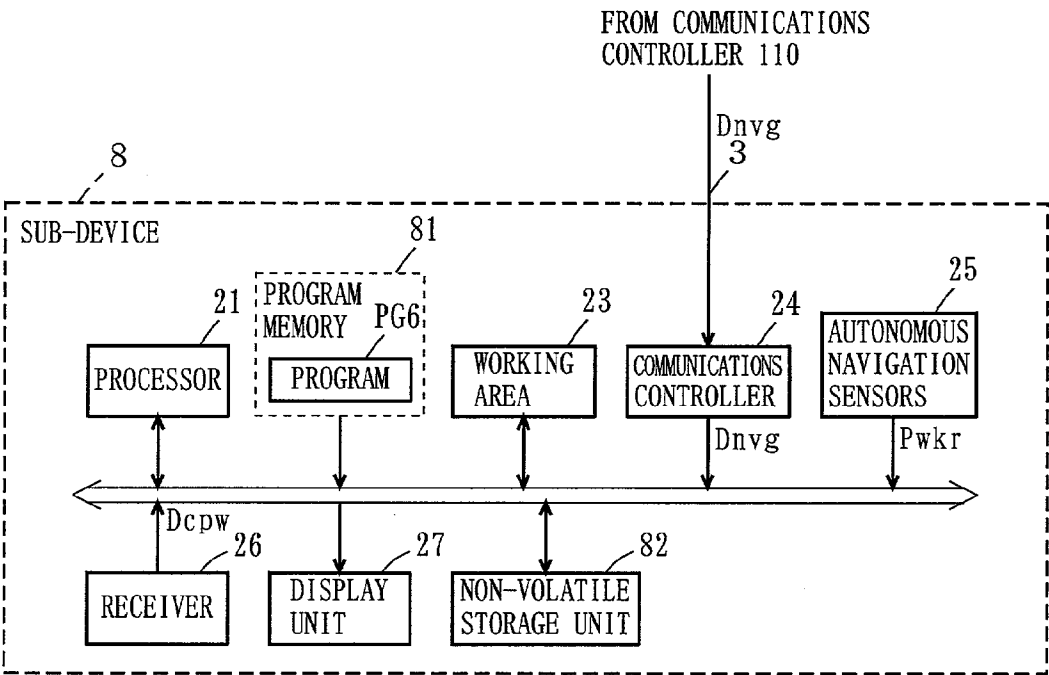 FROM COMMUNICATIONS
CONTROLLER 110
Dnvg
3
8
SUB-DEVICE
81
21
PROGRAM
MEMORY
PG6
PROGRAM
23
24
25
PROCESSOR
WORKING
AREA
COMMUNICATIONS
CONTROLLER
AUTONOMOUS
NAVIGATION
SENSORS
Dnvg
Pwkr
Dcpw
26
27
82
RECEIVER
DISPLAY
UNIT
NON-VOLATILE
STORAGE UNIT